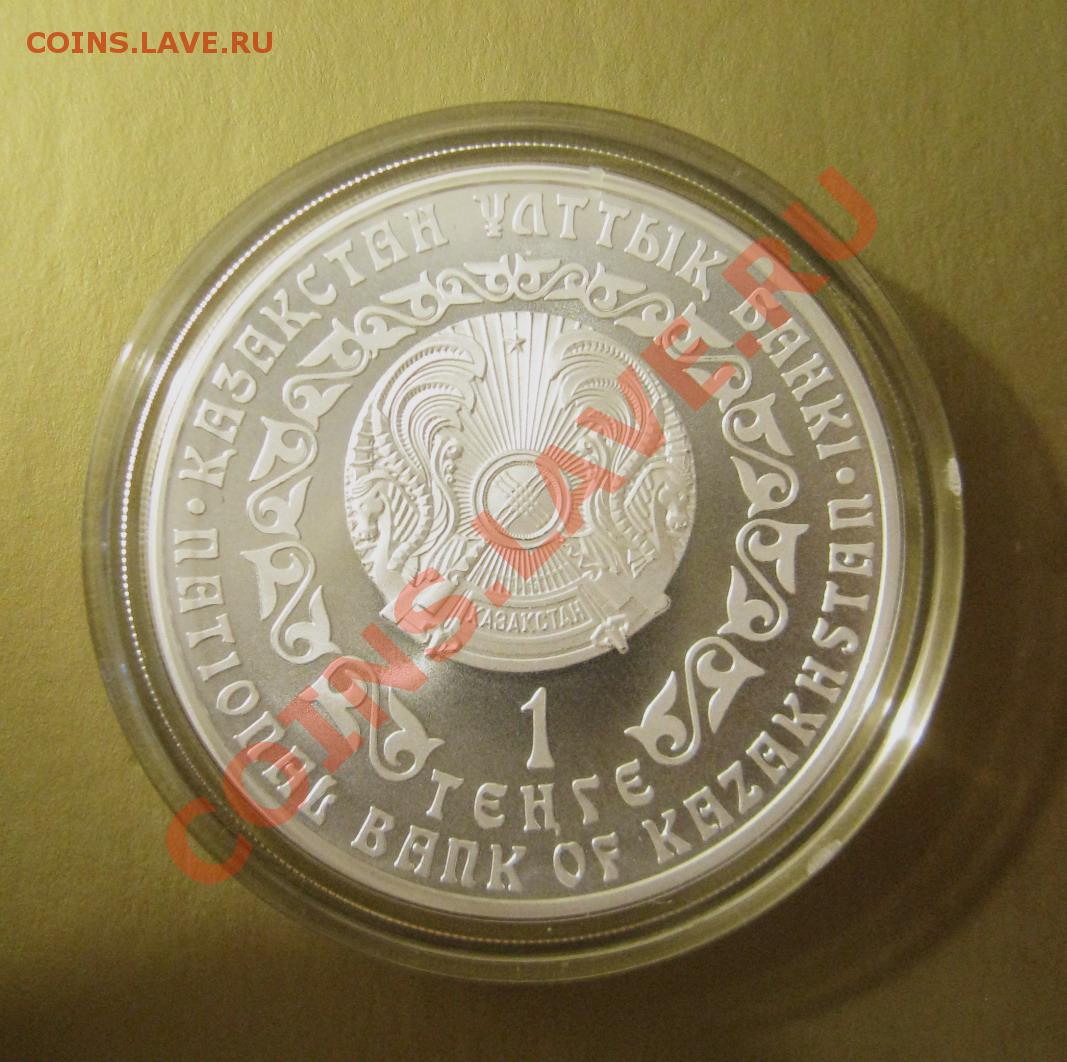 COINS.LAVE.RU
ҚАЗАҚСТАН ҰЛТТЫҚ БАНКІ
ҚАЗАҚСТАН
1
ТЕҢГЕ
NATIONAL BANK OF KAZAKHSTAN
COINS.LAVE.RU